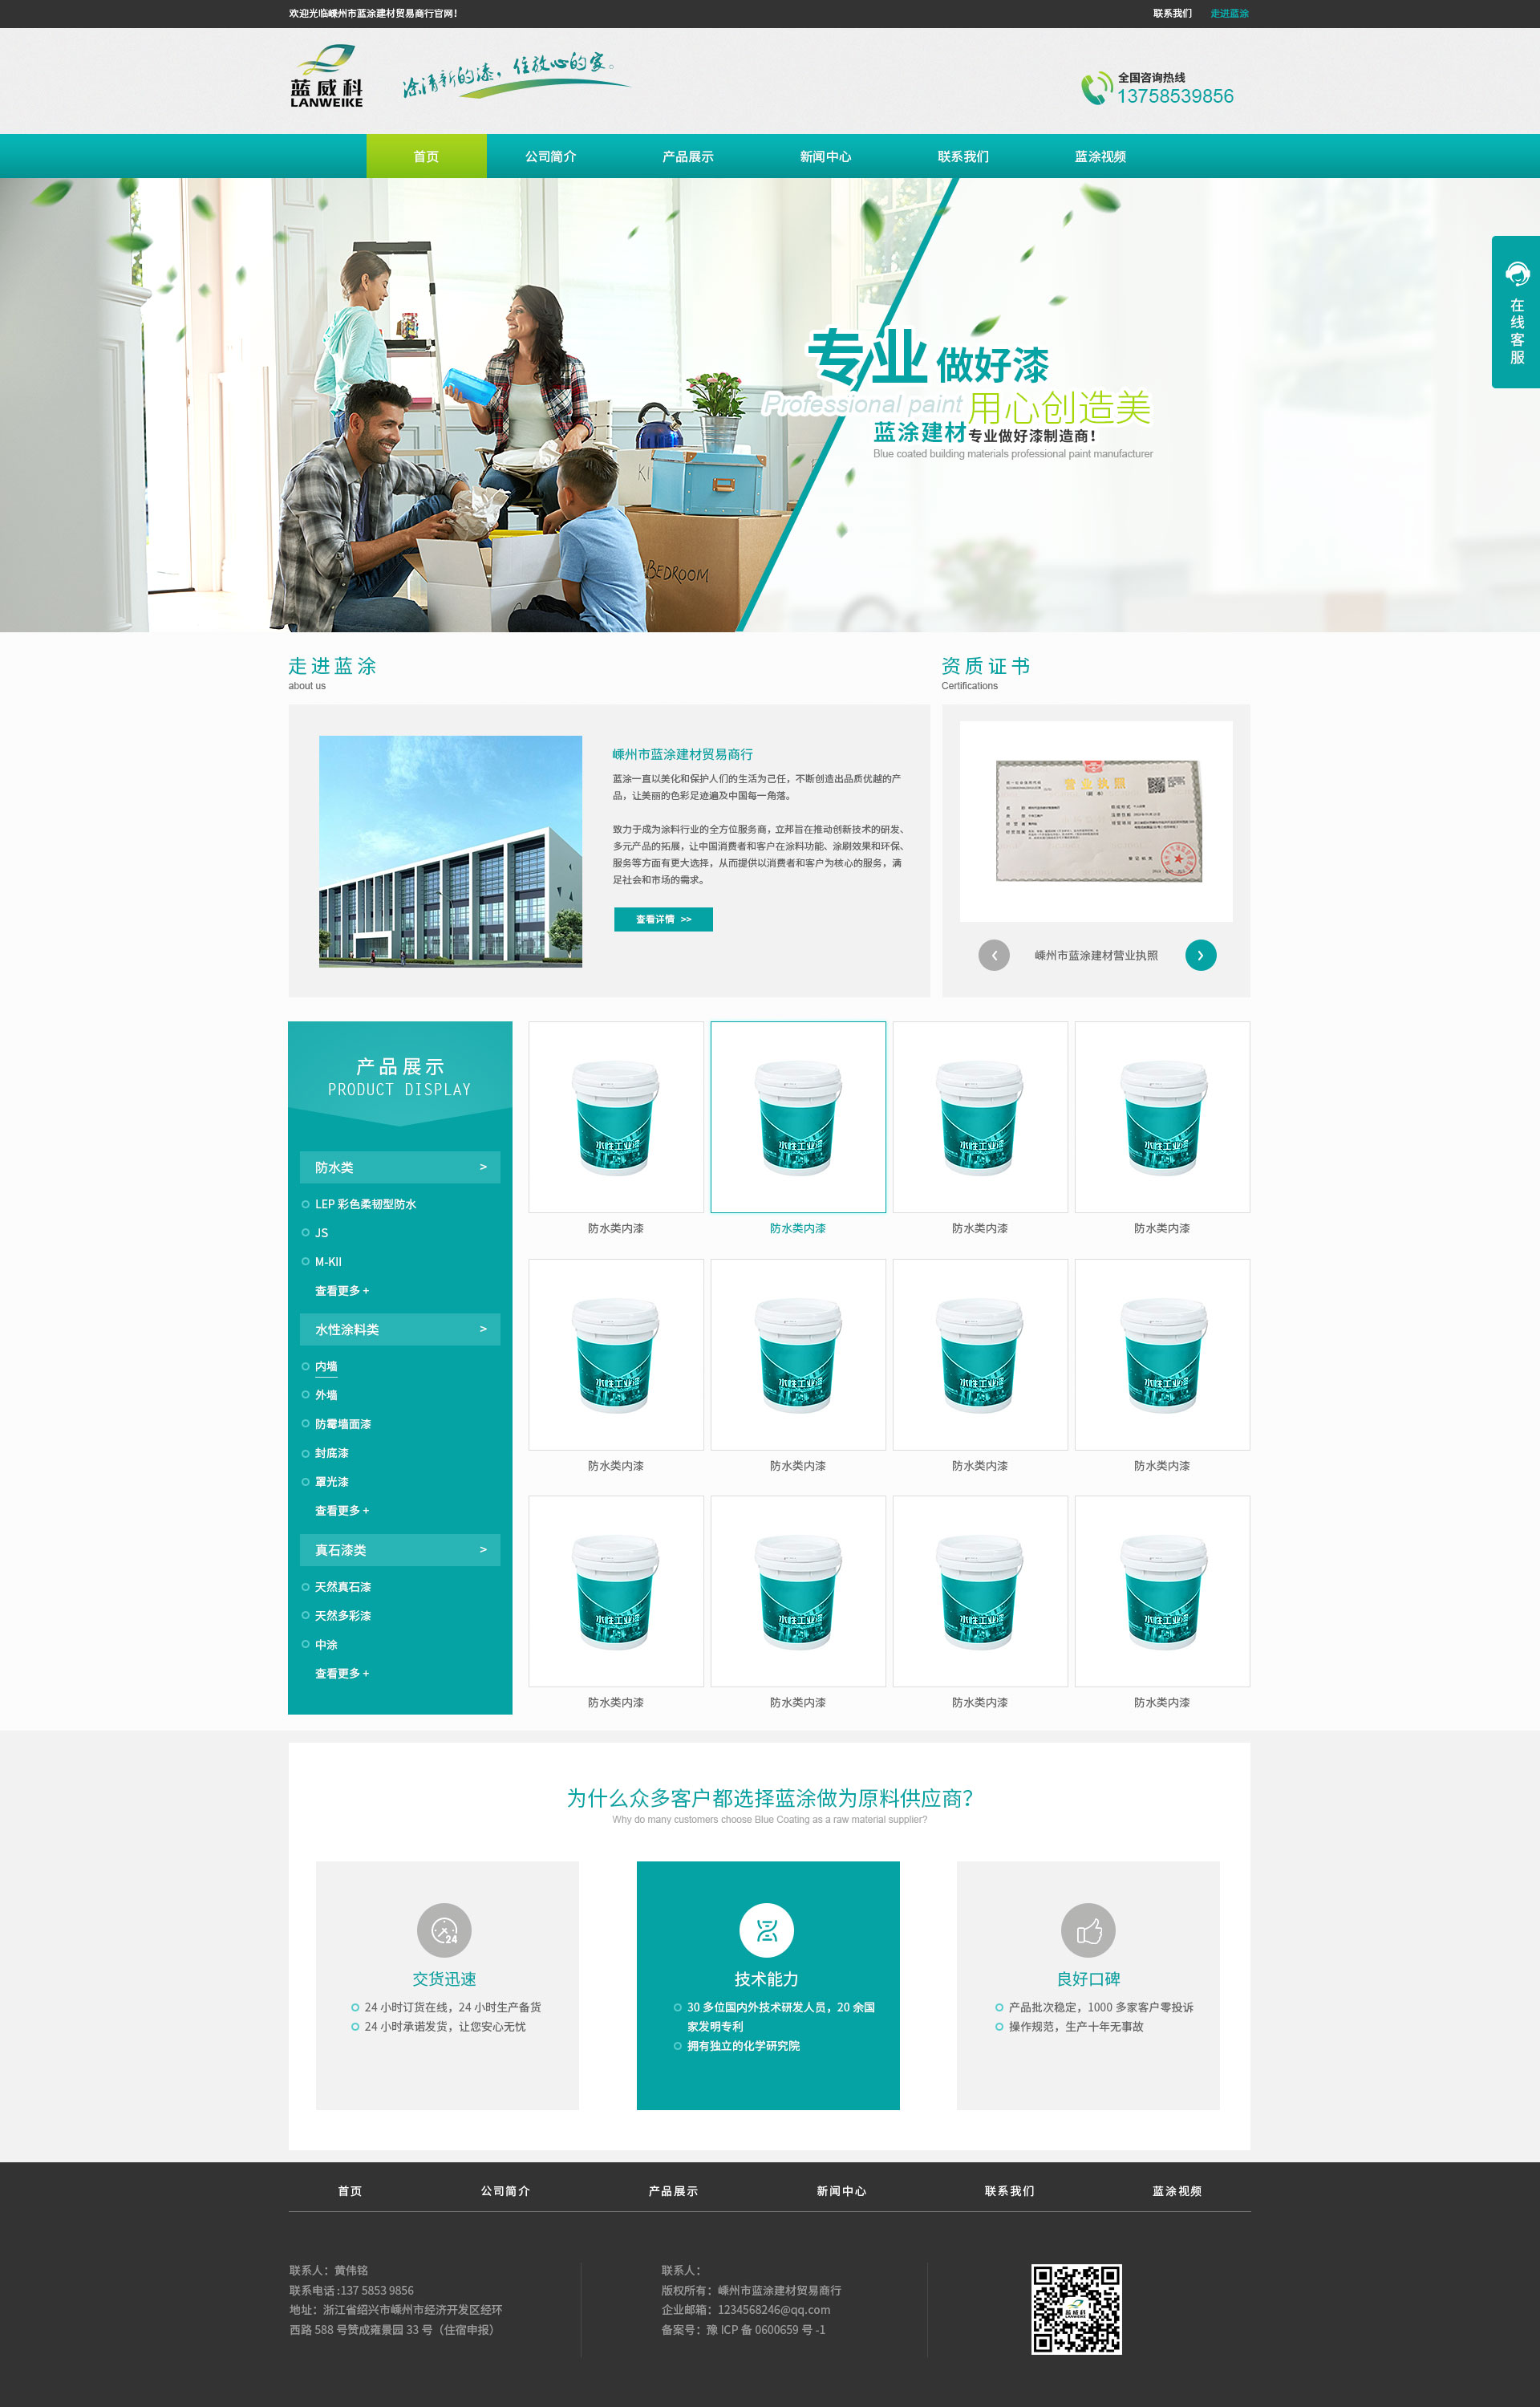 欢迎光临嵊州市蓝涂建材贸易商行官网！
联系我们 走进蓝涂
蓝威科
LANWEIKE
涂清新的漆，住放心的家。
全国咨询热线
13758539856
首页 公司简介 产品展示 新闻中心 联系我们 蓝涂视频
在线客服
专业 做好漆
Professional paint 用心创造美
蓝涂建材 专业做好漆制造商！
Blue coated building materials professional paint manufacturer
BEDROOM
走进蓝涂
about us
资质证书
Certifications
嵊州市蓝涂建材贸易商行
蓝涂一直以美化和保护人们的生活为己任，不断创造出品质优越的产
品，让美丽的色彩足迹遍及中国每一角落。
致力于成为涂料行业的全方位服务商，立邦旨在推动创新技术的研发、
多元产品的拓展，让中国消费者和客户在涂料功能、涂刷效果和环保、
服务等方面有更大选择，从而提供以消费者和客户为核心的服务，满
足社会和市场的需求。
查看详情 >>
营业执照
嵊州市蓝涂建材营业执照
产品展示
PRODUCT DISPLAY
防水类 >
LEP 彩色柔韧型防水
JS
M-KII
查看更多 +
水性涂料类 >
内墙
外墙
防霉墙面漆
封底漆
罩光漆
查看更多 +
真石漆类 >
天然真石漆
天然多彩漆
中涂
查看更多 +
水性工业漆 水性工业漆 水性工业漆 水性工业漆
防水类内漆 防水类内漆 防水类内漆 防水类内漆
水性工业漆 水性工业漆 水性工业漆 水性工业漆
防水类内漆 防水类内漆 防水类内漆 防水类内漆
水性工业漆 水性工业漆 水性工业漆 水性工业漆
防水类内漆 防水类内漆 防水类内漆 防水类内漆
为什么众多客户都选择蓝涂做为原料供应商？
Why do many customers choose Blue Coating as a raw material supplier?
24
交货迅速
24 小时订货在线，24 小时生产备货
24 小时承诺发货，让您安心无忧
技术能力
30 多位国内外技术研发人员，20 余国
家发明专利
拥有独立的化学研究院
良好口碑
产品批次稳定，1000 多家客户零投诉
操作规范，生产十年无事故
首页 公司简介 产品展示 新闻中心 联系我们 蓝涂视频
联系人：黄伟铭
联系电话 :137 5853 9856
地址：浙江省绍兴市嵊州市经济开发区经环
西路 588 号赞成雍景园 33 号（住宿申报）
联系人：
版权所有：嵊州市蓝涂建材贸易商行
企业邮箱：1234568246@qq.com
备案号：豫 ICP 备 0600659 号 -1
蓝威科